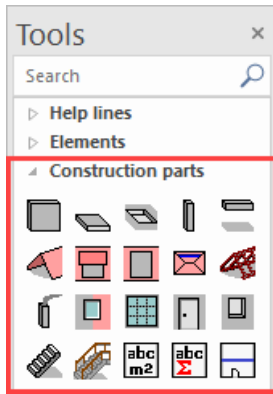 Tools
Search
Help lines
Elements
Construction parts
abc
m2
abc
Σ